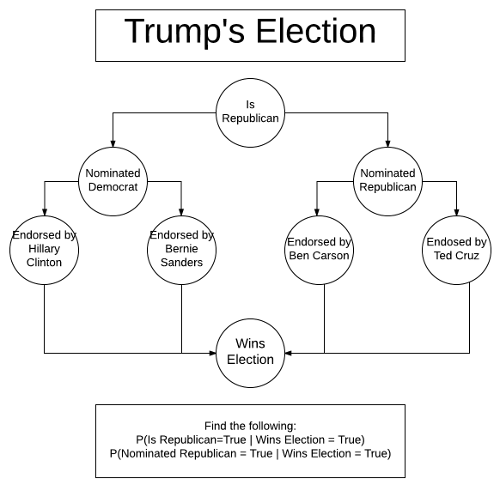 Trump's Election
Is
Republican
Nominated
Democrat
Nominated
Republican
Endorsed by
Hillary
Clinton
Endorsed by
Bernie
Sanders
Endorsed by
Ben Carson
Endosed by
Ted Cruz
Wins
Election
Find the following:
P(Is Republican=True | Wins Election = True)
P(Nominated Republican = True | Wins Election = True)